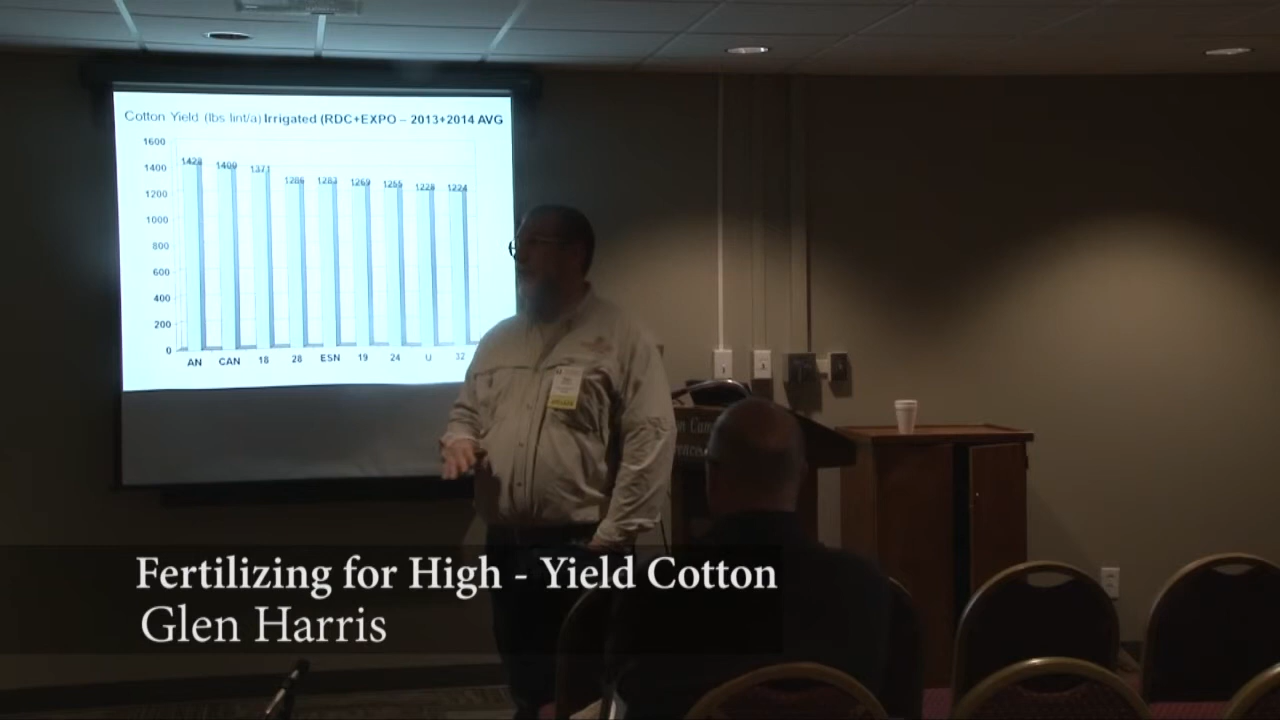 Cotton Yield (lbs lint/a) Irrigated (RDC+EXPO – 2013+2014 AVG
1600
1400
1200
1000
800
600
400
200
0
1423 1409 1371 1286 1283 1269 1255 1228 1224
AN CAN 18 28 ESN 19 24 U 32
Fertilizing for High - Yield Cotton
Glen Harris